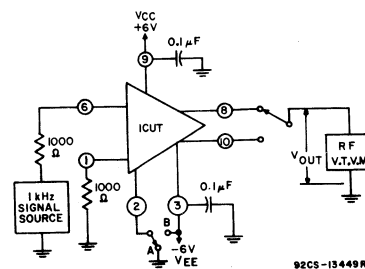 VCC
+6V
0.1 µF
9
6
8
ICUT
10
1000
Ω
1
1000
Ω
VOUT
RF
V.T.V.M
1 kHz
SIGNAL
SOURCE
2
3
0.1 µF
A
B
-6V
VEE
92CS-13449R